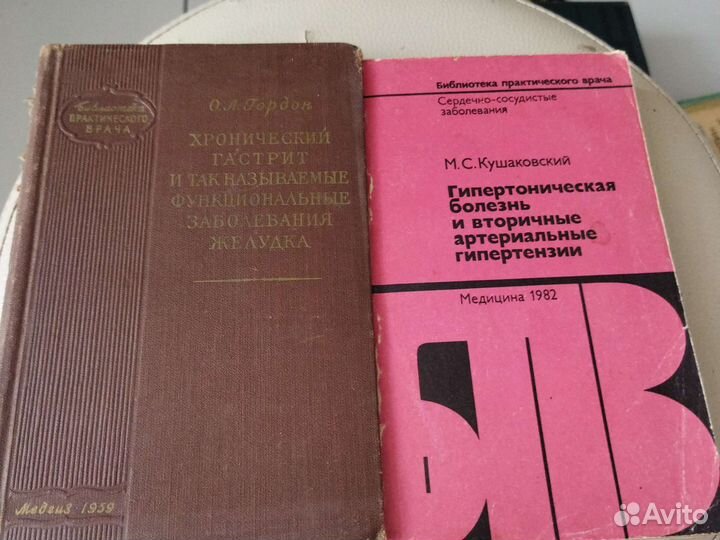 Библиотека
ПРАКТИЧЕСКОГО
ВРАЧА
О.Л.Гордон
ХРОНИЧЕСКИЙ
ГАСТРИТ
И ТАК НАЗЫВАЕМЫЕ
ФУНКЦИОНАЛЬНЫЕ
ЗАБОЛЕВАНИЯ
ЖЕЛУДКА
Медгиз · 1959
Библиотека практического врача
Сердечно-сосудистые
заболевания
М.С.Кушаковский
Гипертоническая
болезнь
и вторичные
артериальные
гипертензии
Медицина 1982
БПВ
Avito